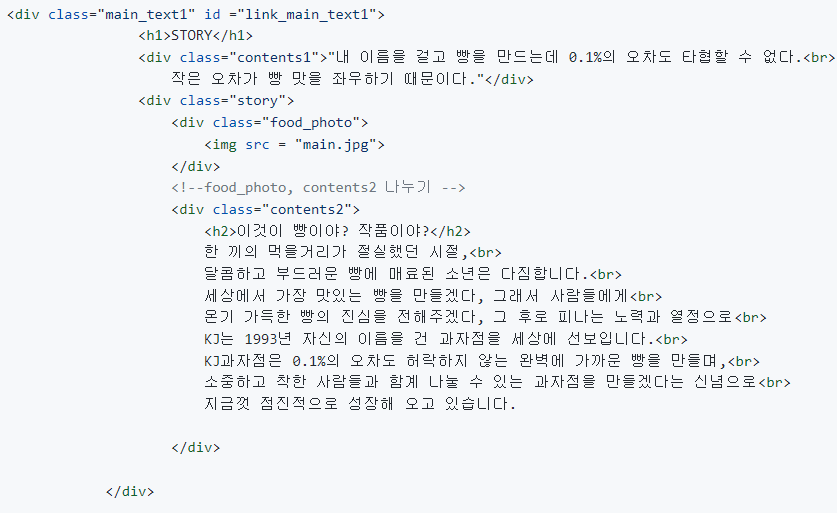 <div class="main_text1" id ="link_main_text1">
<h1>STORY</h1>
<div class="contents1">"내 이름을 걸고 빵을 만드는데 0.1%의 오차도 타협할 수 없다.<br>
작은 오차가 빵 맛을 좌우하기 때문이다."</div>
<div class="story">
<div class="food_photo">
<img src = "main.jpg">
</div>
<!--food_photo, contents2 나누기 -->
<div class="contents2">
<h2>이것이 빵이야? 작품이야?</h2>
한 끼의 먹을거리가 절실했던 시절,<br>
달콤하고 부드러운 빵에 매료된 소년은 다짐합니다.<br>
세상에서 가장 맛있는 빵을 만들겠다, 그래서 사람들에게<br>
온기 가득한 빵의 진심을 전해주겠다, 그 후로 피나는 노력과 열정으로<br>
KJ는 1993년 자신의 이름을 건 과자점을 세상에 선보입니다.<br>
KJ과자점은 0.1%의 오차도 허락하지 않는 완벽에 가까운 빵을 만들며,<br>
소중하고 착한 사람들과 함게 나눌 수 있는 과자점을 만들겠다는 신념으로<br>
지금껏 점진적으로 성장해 오고 있습니다.
</div>
</div>